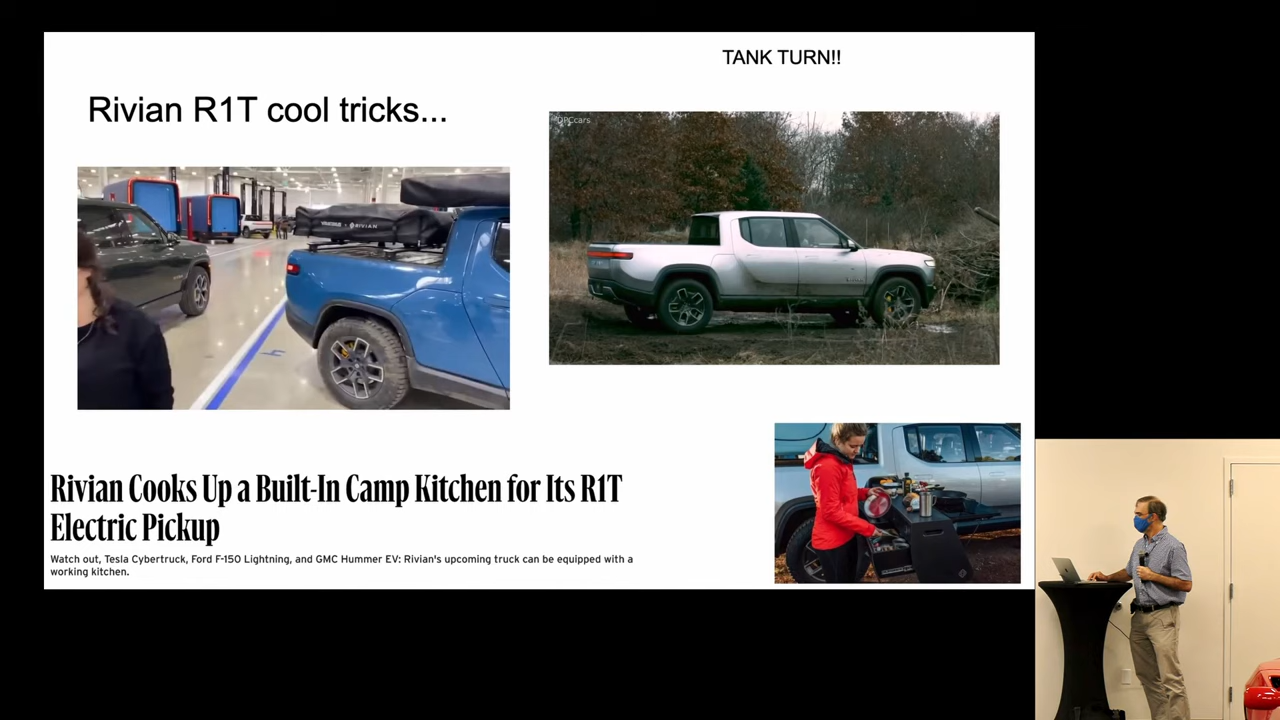 TANK TURN!!
Rivian R1T cool tricks...
DPCcars
RIVIAN
Rivian Cooks Up a Built-In Camp Kitchen for Its R1T
Electric Pickup
Watch out, Tesla Cybertruck, Ford F-150 Lightning, and GMC Hummer EV: Rivian's upcoming truck can be equipped with a
working kitchen.